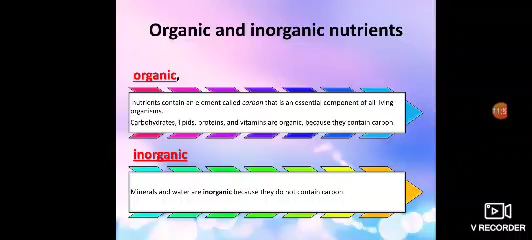 Organic and inorganic nutrients
organic,
nutrients contain an element called carbon that is an essential component of all living
organisms.
Carbohydrates, lipids, proteins, and vitamins are organic, because they contain carbon.
inorganic
Minerals and water are inorganic because they do not contain carbon.
V RECORDER